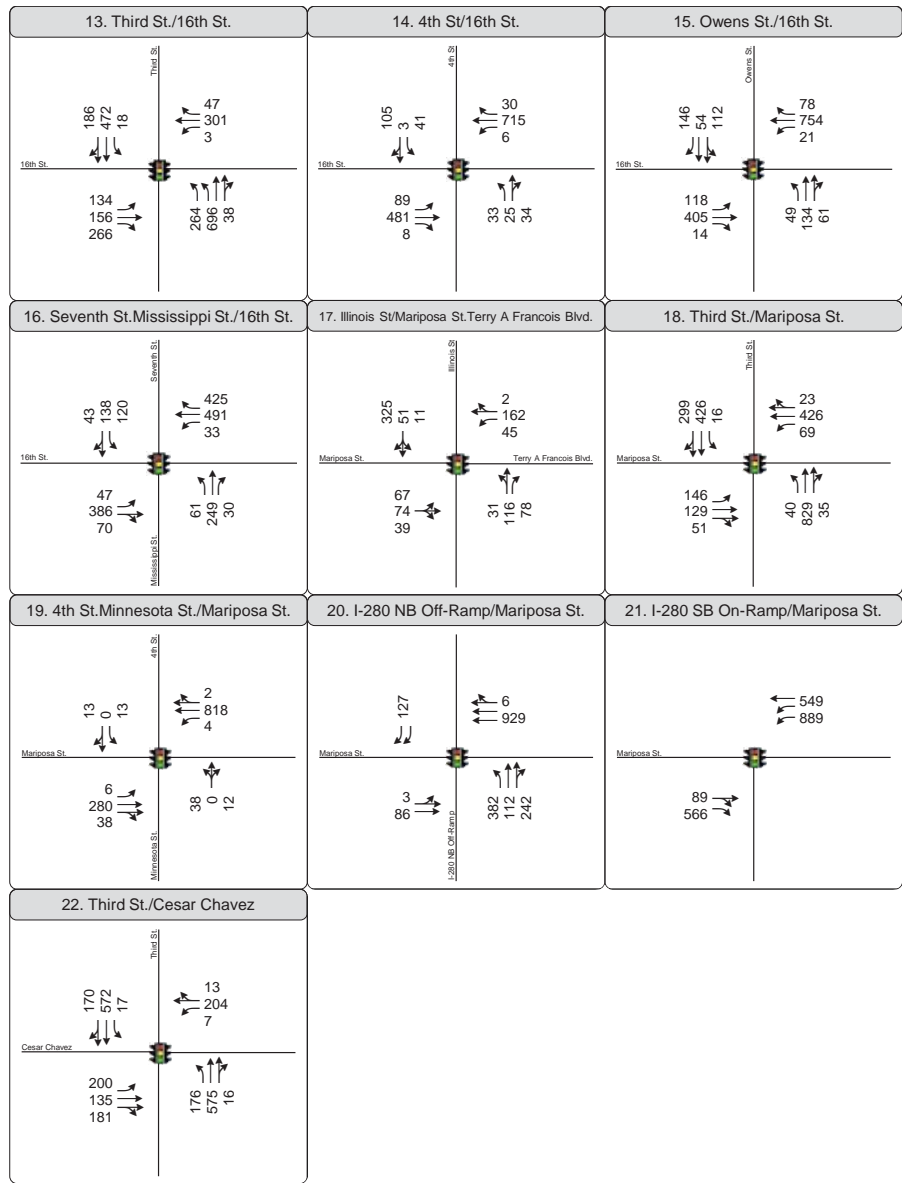 13. Third St./16th St.
Third St.
186 472 18
47
301
3
16th St.
134
156
266
264 696 38
14. 4th St/16th St.
4th St
105 3 41
30
715
6
16th St.
89
481
8
33 25 34
15. Owens St./16th St.
Owens St.
146 54 112
78
754
21
16th St.
118
405
14
49 134 61
16. Seventh St.Mississippi St./16th St.
Seventh St.
43 138 120
425
491
33
16th St.
47
386
70
61 249 30
Mississippi St.
17. Illinois St/Mariposa St.Terry A Francois Blvd.
Illinois St
325 51 11
2
162
45
Mariposa St.
Terry A Francois Blvd.
67
74
39
31 116 78
18. Third St./Mariposa St.
Third St.
299 426 16
23
426
69
Mariposa St.
146
129
51
40 829 35
19. 4th St.Minnesota St./Mariposa St.
4th St.
13 0 13
2
818
4
Mariposa St.
6
280
38
38 0 12
Minnesota St.
20. I-280 NB Off-Ramp/Mariposa St.
127
6
929
Mariposa St.
3
86
382 112 242
I-280 NB Off-Ramp
21. I-280 SB On-Ramp/Mariposa St.
549
889
Mariposa St.
89
566
22. Third St./Cesar Chavez
Third St.
170 572 17
13
204
7
Cesar Chavez
200
135
181
176 575 16